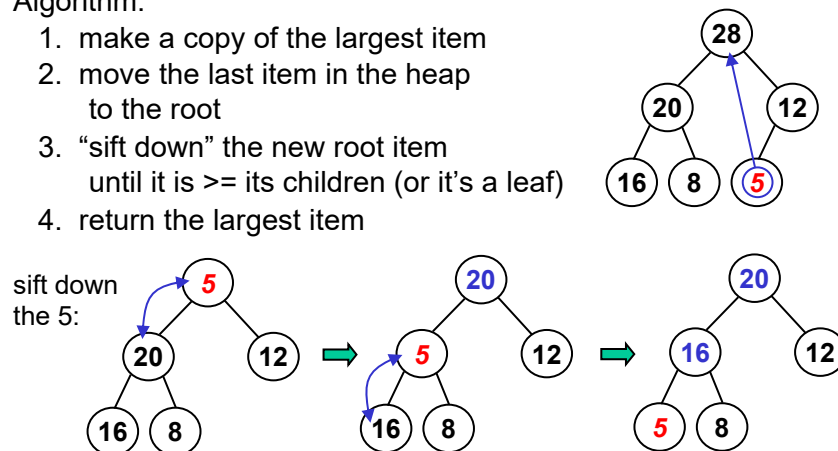 Algorithm:
1. make a copy of the largest item
2. move the last item in the heap
to the root
3. “sift down” the new root item
until it is >= its children (or it’s a leaf)
4. return the largest item
28
20 12
16 8 5
sift down
the 5:
5
20 12
16 8
20
5 12
16 8
20
16 12
5 8